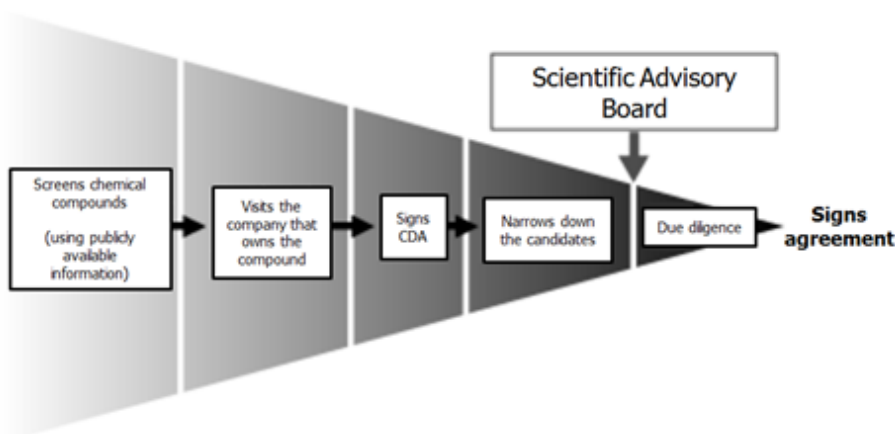 Scientific Advisory
Board
Screens chemical
compounds
(using publicly
available
information)
Visits the
company that
owns the
compound
Signs
CDA
Narrows down
the candidates
Due diligence
Signs
agreement